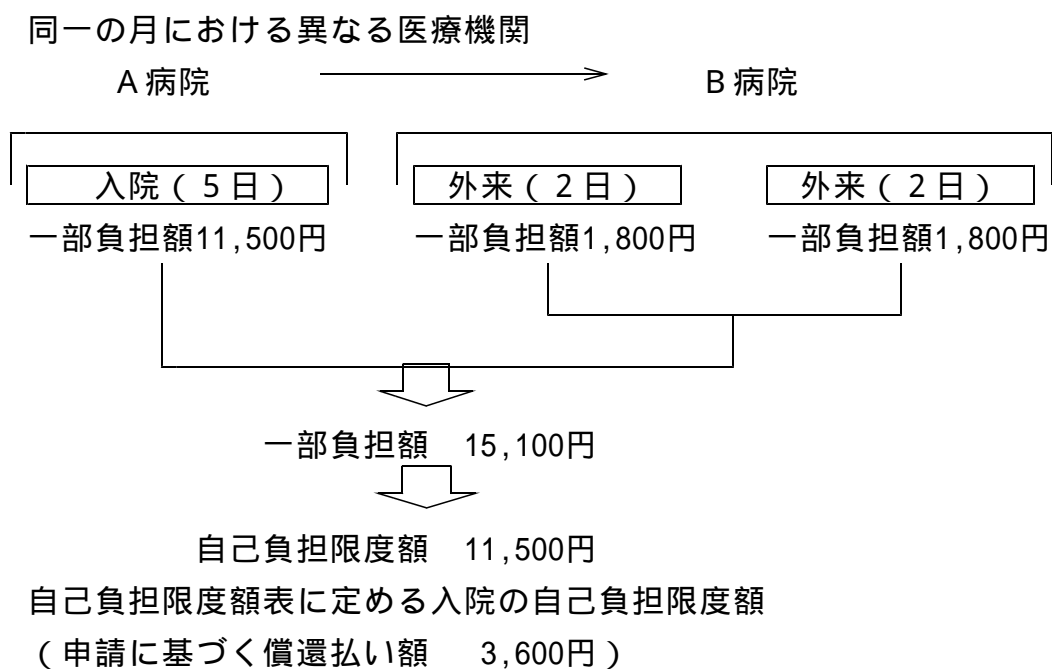 同一の月における異なる医療機関
A病院 B病院
入院(5日) 外来(2日) 外来(2日)
一部負担額11,500円 一部負担額1,800円 一部負担額1,800円
一部負担額 15,100円
自己負担限度額 11,500円
自己負担限度額表に定める入院の自己負担限度額
(申請に基づく償還払い額 3,600円)